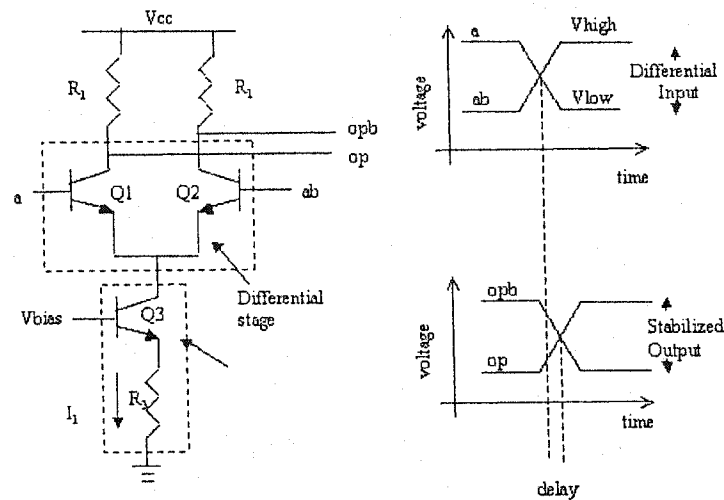 Vcc
R1
R1
opb
op
a
Q1
Q2
ab
Differential
stage
Vbias
Q3
I1
R3
voltage
a
ab
Vhigh
Vlow
Differential
Input
time
voltage
opb
op
Stabilized
Output
time
delay